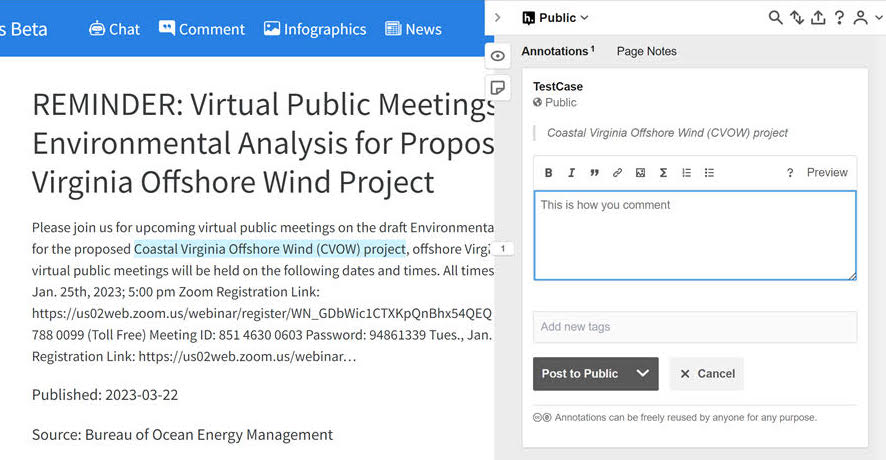 s Beta Chat Comment Infographics News
REMINDER: Virtual Public Meetings
Environmental Analysis for Propos
Virginia Offshore Wind Project
Please join us for upcoming virtual public meetings on the draft Environmenta
for the proposed Coastal Virginia Offshore Wind (CVOW) project, offshore Virgi
virtual public meetings will be held on the following dates and times. All times
Jan. 25th, 2023; 5:00 pm Zoom Registration Link:
https://us02web.zoom.us/webinar/register/WN_GDbWic1CTXKpQnBhx54QEQ
788 0099 (Toll Free) Meeting ID: 851 4630 0603 Password: 94861339 Tues., Jan.
Registration Link: https://us02web.zoom.us/webinar…
Published: 2023-03-22
Source: Bureau of Ocean Energy Management
1
h. Public ?
Annotations 1 Page Notes
TestCase
Public
Coastal Virginia Offshore Wind (CVOW) project
B I ” Σ ? Preview
This is how you comment
Add new tags
Post to Public Cancel
Annotations can be freely reused by anyone for any purpose.